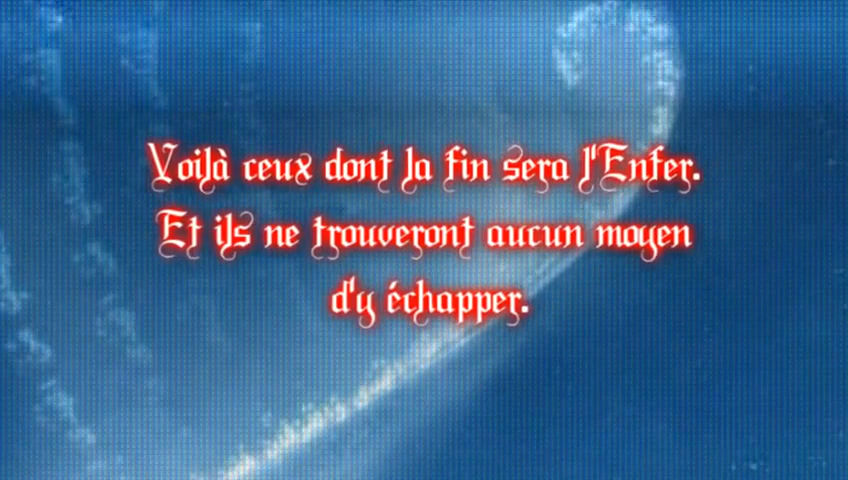 Voilà ceux dont la fin sera l'Enfer.
Et ils ne trouveront aucun moyen
d'y échapper.